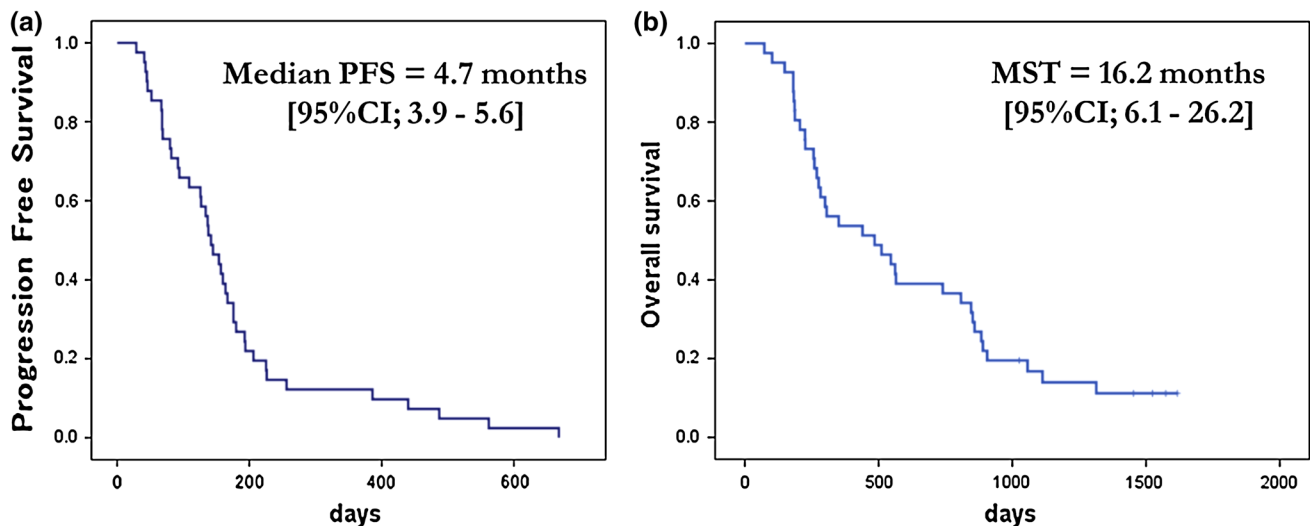 (a)
Progression Free Survival
1.0
0.8
0.6
0.4
0.2
0.0
Median PFS = 4.7 months
[95%CI; 3.9 - 5.6]
0 200 400 600
days
(b)
Overall survival
1.0
0.8
0.6
0.4
0.2
0.0
MST = 16.2 months
[95%CI; 6.1 - 26.2]
0 500 1000 1500 2000
days